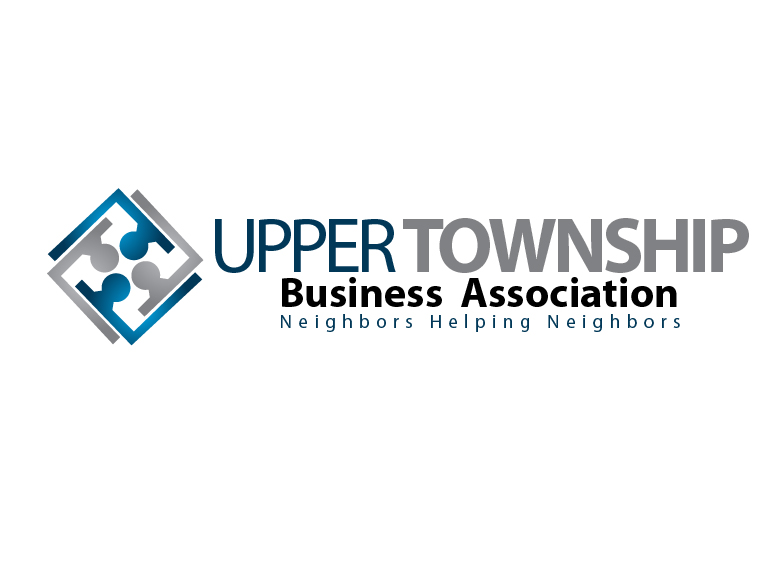 UPPER TOWNSHIP
Business Association
Neighbors Helping Neighbors